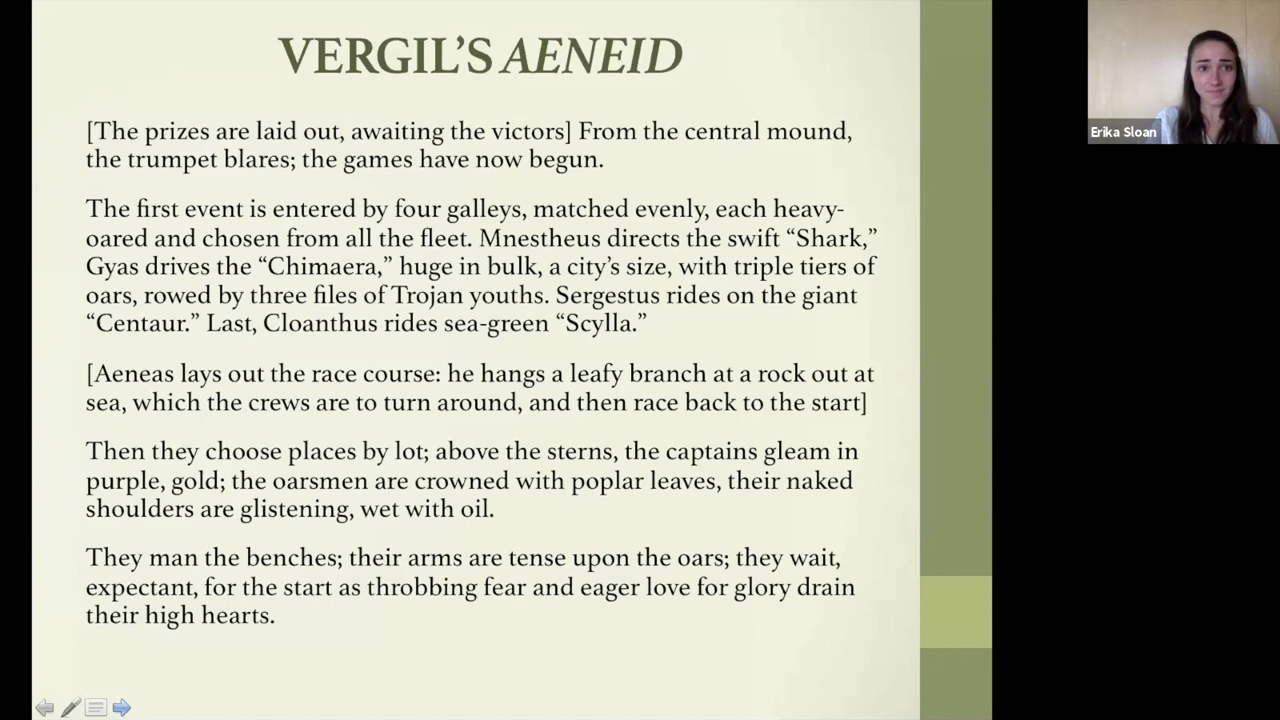 VERGIL'S AENEID
[The prizes are laid out, awaiting the victors] From the central mound,
the trumpet blares; the games have now begun.
The first event is entered by four galleys, matched evenly, each heavy-
oared and chosen from all the fleet. Mnestheus directs the swift “Shark,”
Gyas drives the “Chimaera,” huge in bulk, a city’s size, with triple tiers of
oars, rowed by three files of Trojan youths. Sergestus rides on the giant
“Centaur.” Last, Cloanthus rides sea-green “Scylla.”
[Aeneas lays out the race course: he hangs a leafy branch at a rock out at
sea, which the crews are to turn around, and then race back to the start]
Then they choose places by lot; above the sterns, the captains gleam in
purple, gold; the oarsmen are crowned with poplar leaves, their naked
shoulders are glistening, wet with oil.
They man the benches; their arms are tense upon the oars; they wait,
expectant, for the start as throbbing fear and eager love for glory drain
their high hearts.
Erika Sloan